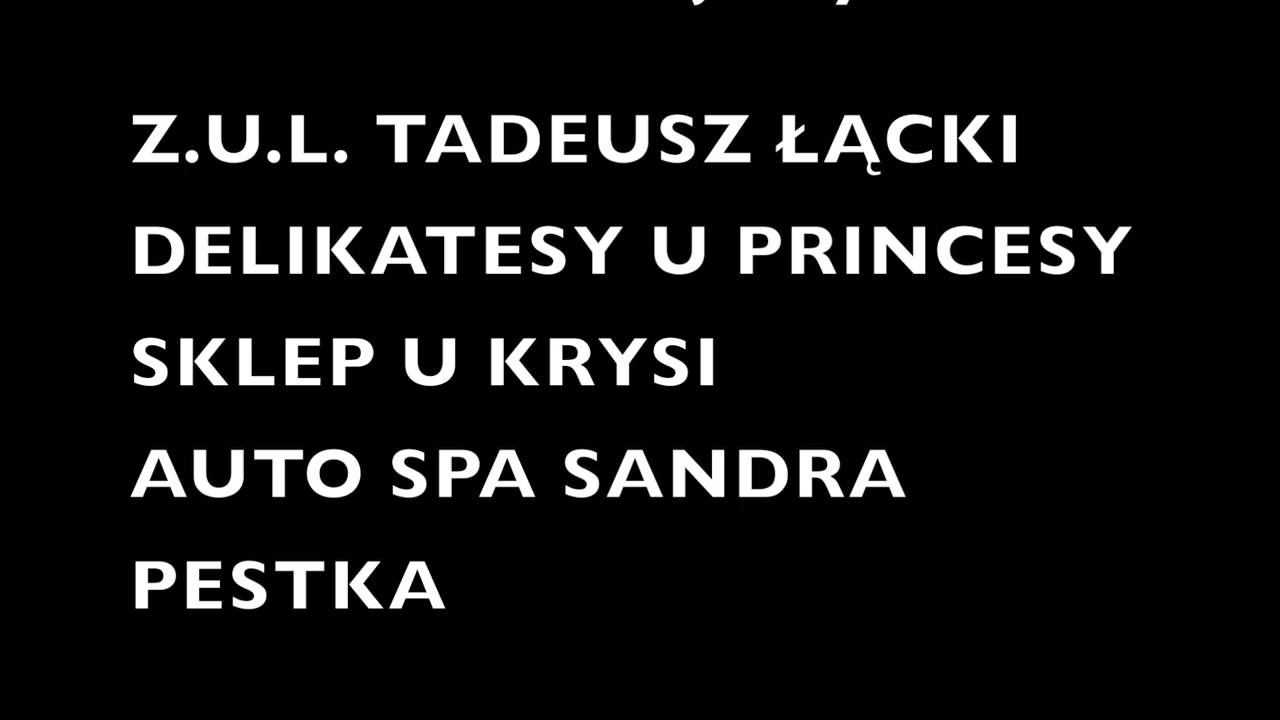 Z.U.L. TADEUSZ ŁĄCKI
DELIKATESY U PRINCESY
SKLEP U KRYSI
AUTO SPA SANDRA
PESTKA